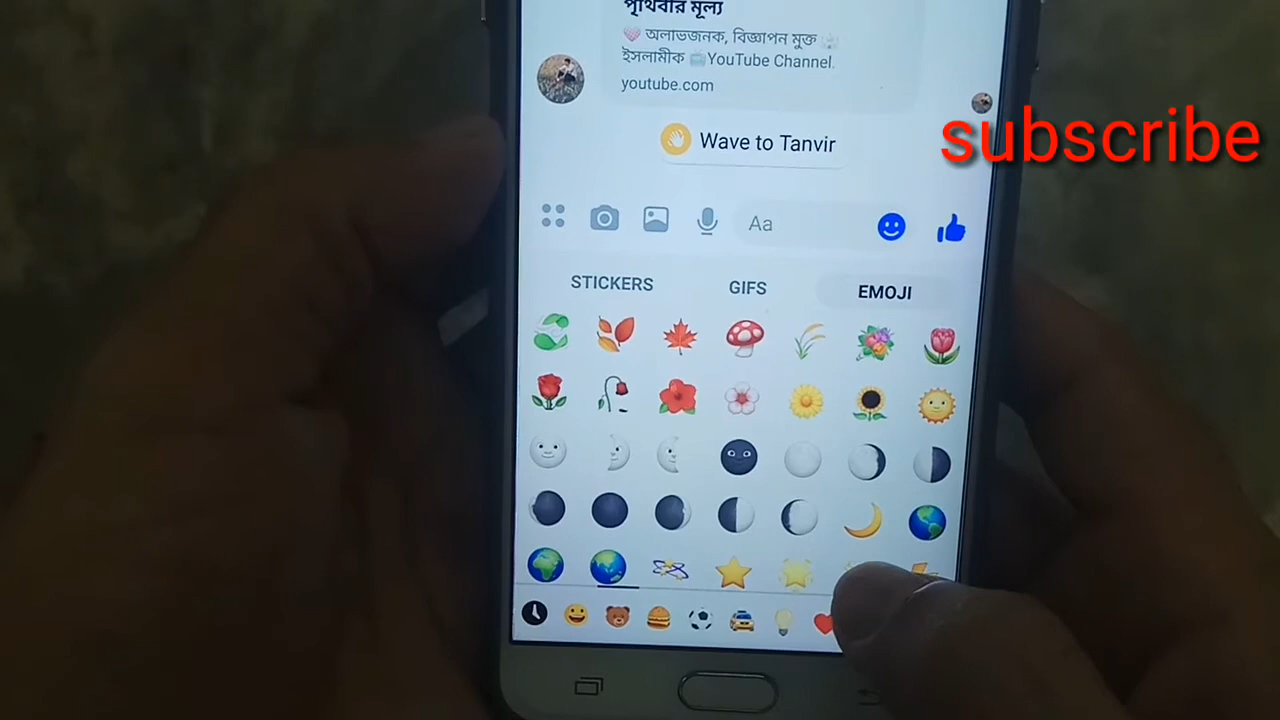 পৃথিবীর মূল্য
অলাভজনক, বিজ্ঞাপন মুক্ত
ইসলামীক YouTube Channel.
youtube.com
subscribe
Wave to Tanvir
Aa
STICKERS GIFS EMOJI